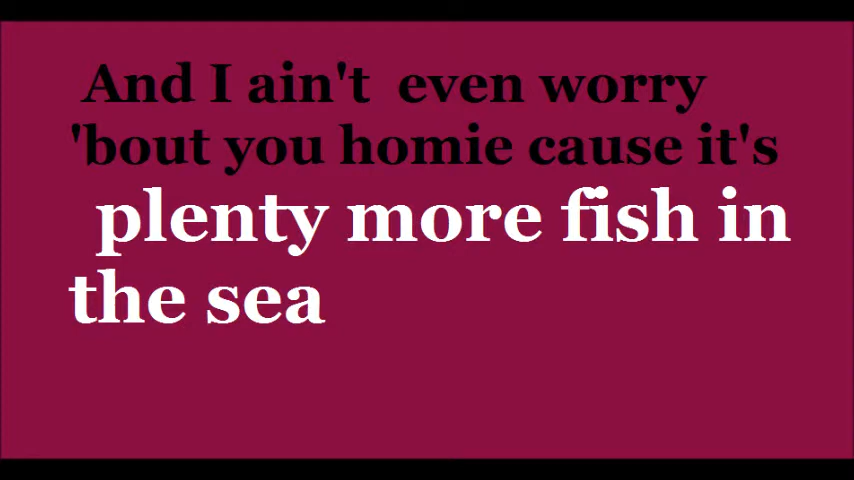 And I ain't even worry
'bout you homie cause it's
plenty more fish in
the sea